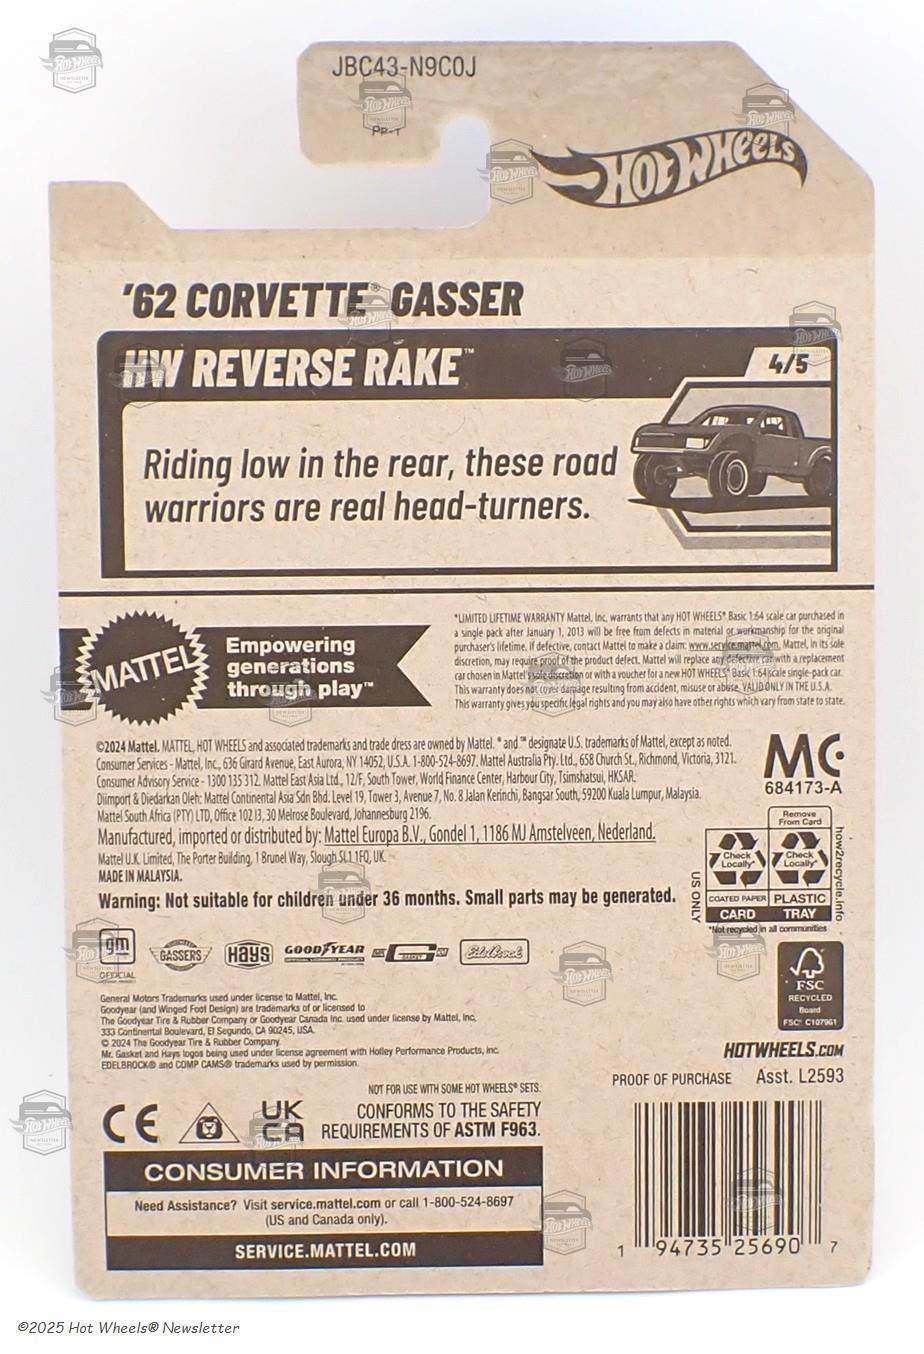 JBC43-N9C0J
PP-1
HOT WHEELS
'62 CORVETTE® GASSER
HW REVERSE RAKE™
4/5
Riding low in the rear, these road
warriors are real head-turners.
MATTEL
Empowering
generations
through play™
*LIMITED LIFETIME WARRANTY Mattel, Inc. warrants that any HOT WHEELS® Basic 1:64 scale car purchased in
a single pack after January 1, 2013 will be free from defects in material or workmanship for the original
purchaser's lifetime. If defective, contact Mattel to make a claim: www.service.mattel.com. Mattel, in its sole
discretion, may require proof of the product defect. Mattel will replace any defective car with a replacement
car chosen in Mattel's sole discretion or with a voucher for a new HOT WHEELS® Basic 1:64 scale single-pack car.
This warranty does not cover damage resulting from accident, misuse or abuse. VALID ONLY IN THE U.S.A.
This warranty gives you specific legal rights and you may also have other rights which vary from state to state.
©2024 Mattel. MATTEL, HOT WHEELS and associated trademarks and trade dress are owned by Mattel. ® and ™ designate U.S. trademarks of Mattel, except as noted.
Consumer Services - Mattel, Inc., 636 Girard Avenue, East Aurora, NY 14052, U.S.A. 1-800-524-8697. Mattel Australia Pty. Ltd., 658 Church St., Richmond, Victoria, 3121.
Consumer Advisory Service - 1300 135 312. Mattel East Asia Ltd., 12/F, South Tower, World Finance Center, Harbour City, Tsimshatsui, HKSAR.
Diimport & Diedarkan Oleh: Mattel Continental Asia Sdn Bhd. Level 19, Tower 3, Avenue 7, No. 8 Jalan Kerinchi, Bangsar South, 59200 Kuala Lumpur, Malaysia.
Mattel South Africa (PTY) LTD, Office 102 I3, 30 Melrose Boulevard, Johannesburg 2196.
Manufactured, imported or distributed by: Mattel Europa B.V., Gondel 1, 1186 MJ Amstelveen, Nederland.
Mattel U.K. Limited, The Porter Building, 1 Brunel Way, Slough SL1 1FQ, UK.
MADE IN MALAYSIA.
Warning: Not suitable for children under 36 months. Small parts may be generated.
MC
684173-A
Remove
From Card
Check
Locally*
Check
Locally*
COATED PAPER
CARD
PLASTIC
TRAY
US ONLY
how2recycle.info
*Not recycled in all communities
gm
OFFICIAL
GASSERS
HAYS
GOODYEAR
G
Edelbrock
FSC
RECYCLED
Board
FSC® C107961
General Motors Trademarks used under license to Mattel, Inc.
Goodyear (and Winged Foot Design) are trademarks of or licensed to
The Goodyear Tire & Rubber Company or Goodyear Canada Inc. used under license by Mattel, Inc.
333 Continental Boulevard, El Segundo, CA 90245, USA.
© 2024 The Goodyear Tire & Rubber Company.
Mr. Gasket and Hays logos being used under license agreement with Holley Performance Products, Inc.
EDELBROCK® and COMP CAMS® trademarks used by permission.
HOTWHEELS.COM
PROOF OF PURCHASE Asst. L2593
NOT FOR USE WITH SOME HOT WHEELS® SETS.
CE
UK
CA
CONFORMS TO THE SAFETY
REQUIREMENTS OF ASTM F963.
CONSUMER INFORMATION
Need Assistance? Visit service.mattel.com or call 1-800-524-8697
(US and Canada only).
SERVICE.MATTEL.COM
1 94735 25690 7
©2025 Hot Wheels® Newsletter